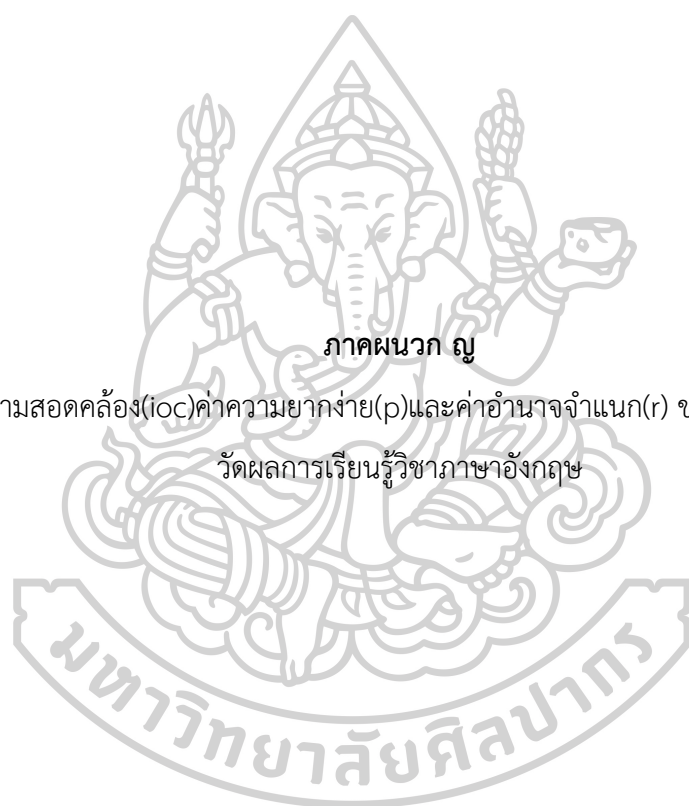 ภาคผนวก ญ
ามสอดคล้อง(ioc)ค่าความยากง่าย(p)และค่าอำนาจจำแนก(r) ข
วัดผลการเรียนรู้วิชาภาษาอังกฤษ
มหาวิทยาลัยศิลปากร